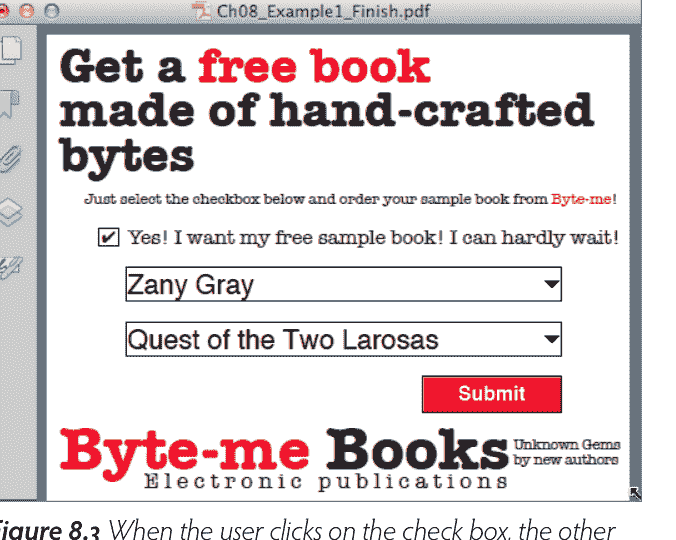 Ch08_Example1_Finish.pdf
Get a free book
made of hand-crafted
bytes
Just select the checkbox below and order your sample book from Byte-me!
Yes! I want my free sample book! I can hardly wait!
Zany Gray
Quest of the Two Larosas
Submit
Byte-me Books
Unknown Gems
by new authors
Electronic publications
Figure 8.3 When the user clicks on the check box, the other